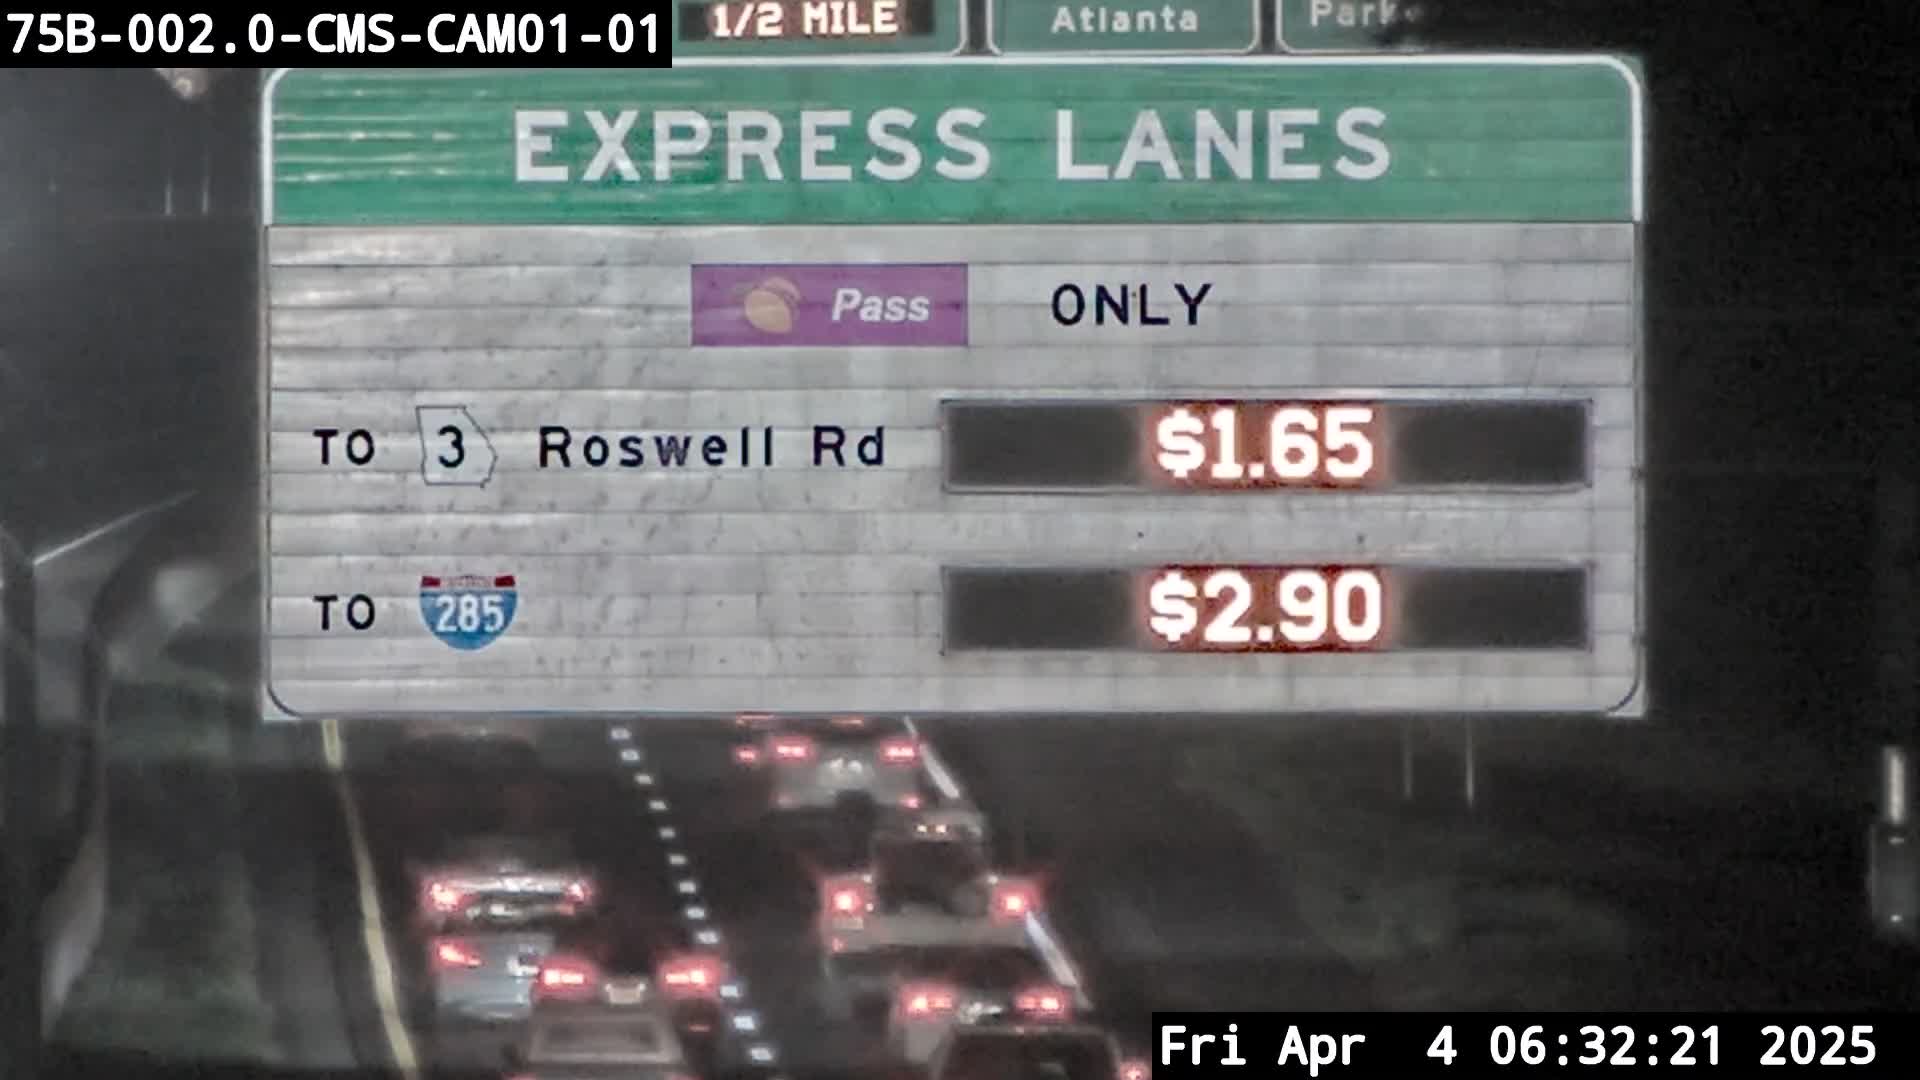 75B-002.0-CMS-CAM01-01
1/2 MILE
Atlanta
Park
EXPRESS LANES
Pass ONLY
TO 3 Roswell Rd $1.65
TO 285 $2.90
Fri Apr 4 06:32:21 2025